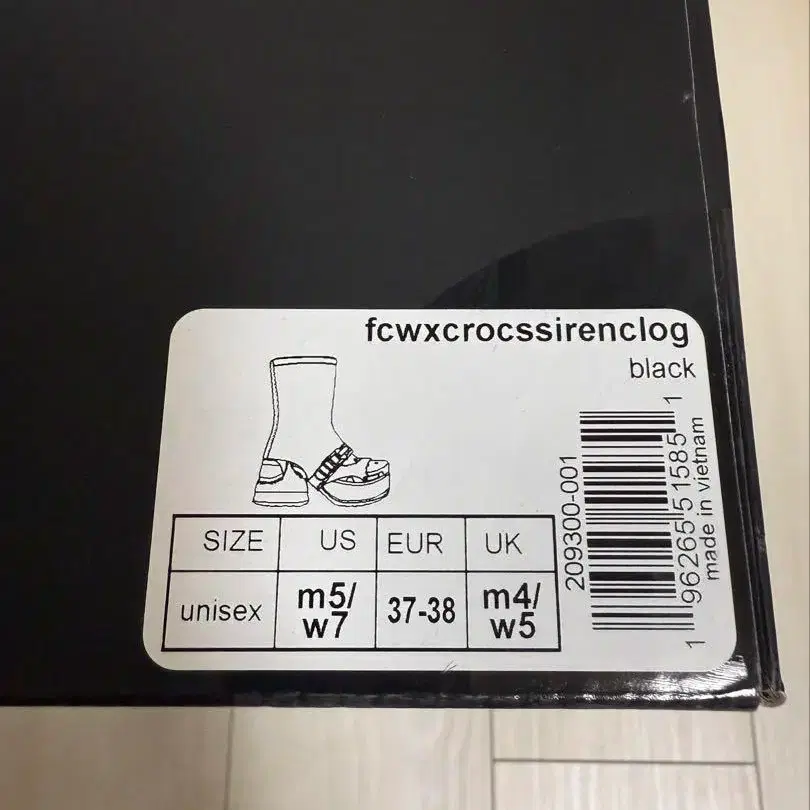 fcwxcrocssirenclog
black
SIZE US EUR UK
unisex m5/ 37-38 m4/
w7 w5
209300-001
1 96265 51585 1
made in vietnam